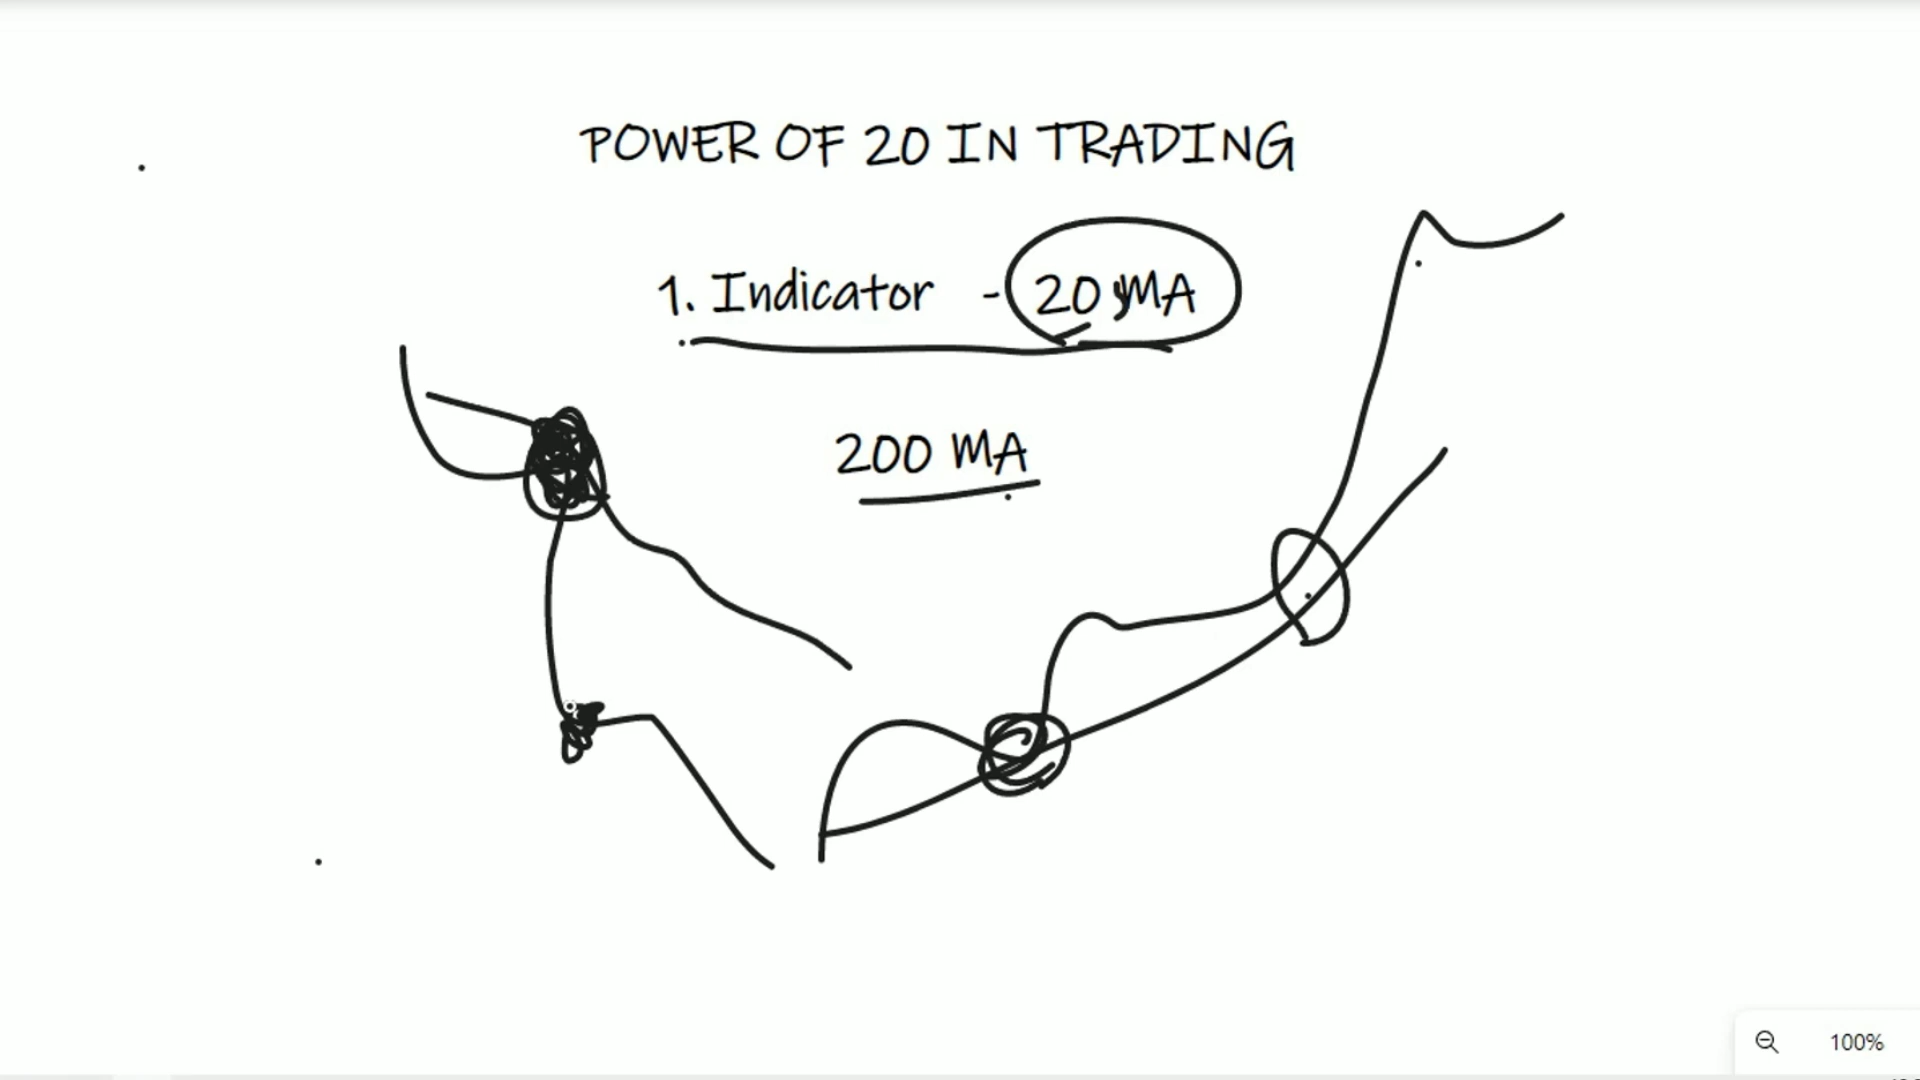 POWER OF 20 IN TRADING
1. Indicator - 20 MA
200 MA
100%